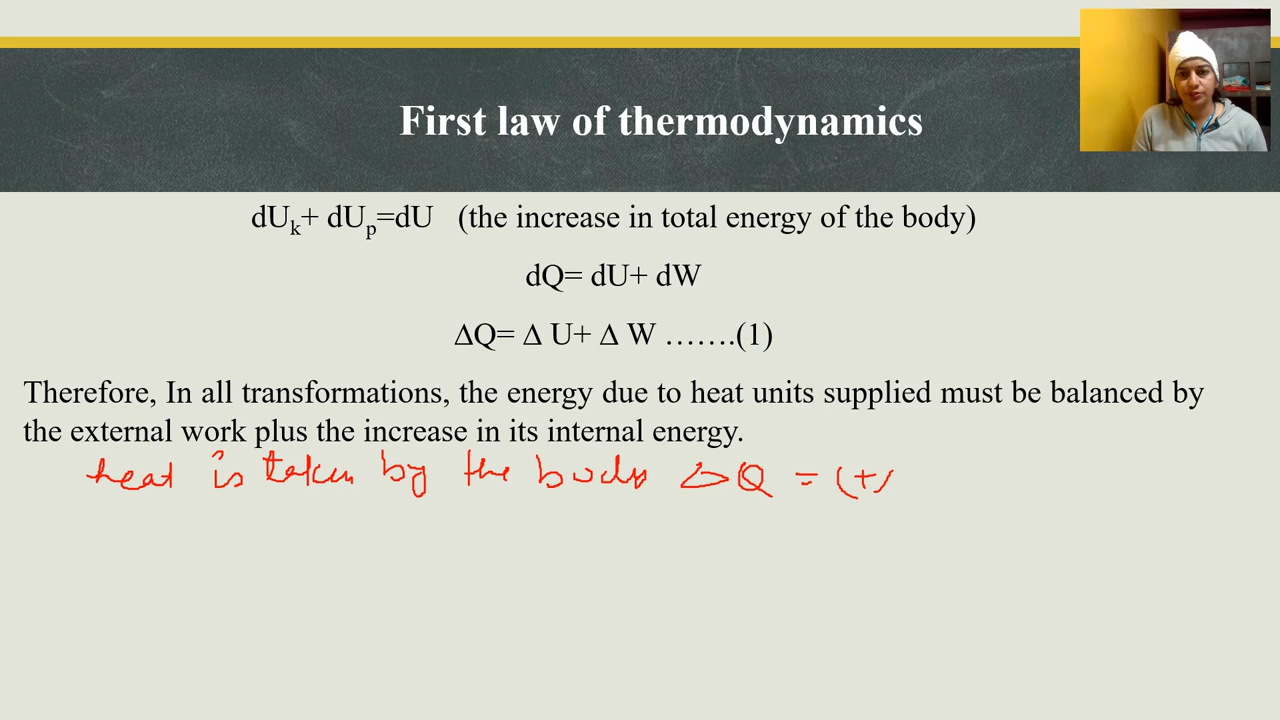 First law of thermodynamics
dUk+ dUp=dU (the increase in total energy of the body)
dQ= dU+ dW
∆Q= ∆ U+ ∆ W …….(1)
Therefore, In all transformations, the energy due to heat units supplied must be balanced by
the external work plus the increase in its internal energy.
heat is taken by the body ∆Q = (+)